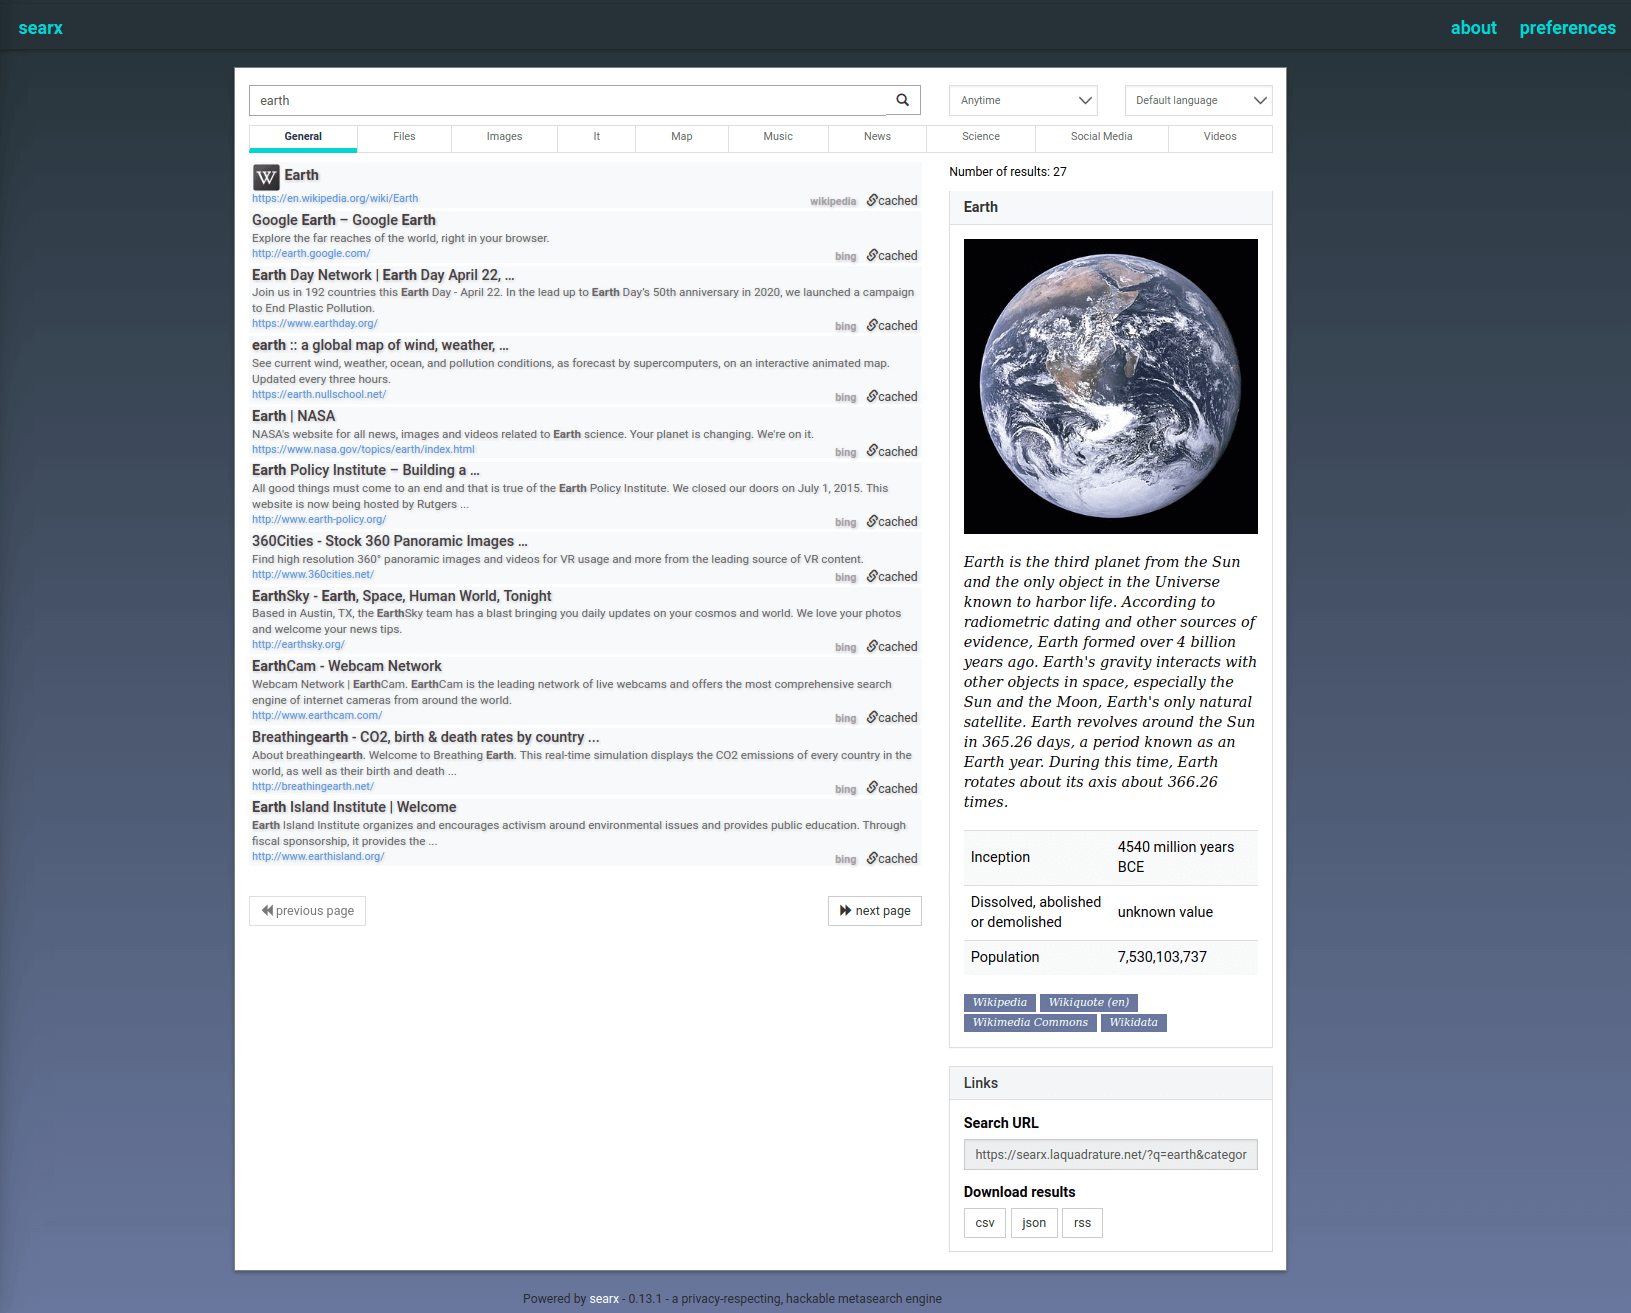 searx
about
preferences
earth
Anytime
Default language
General
Files
Images
It
Map
Music
News
Science
Social Media
Videos
W Earth
https://en.wikipedia.org/wiki/Earth
wikipedia cached
Google Earth – Google Earth
Explore the far reaches of the world, right in your browser.
http://earth.google.com/
bing cached
Earth Day Network | Earth Day April 22, ...
Join us in 192 countries this Earth Day - April 22. In the lead up to Earth Day's 50th anniversary in 2020, we launched a campaign
to End Plastic Pollution.
https://www.earthday.org/
bing cached
earth :: a global map of wind, weather, ...
See current wind, weather, ocean, and pollution conditions, as forecast by supercomputers, on an interactive animated map.
Updated every three hours.
https://earth.nullschool.net/
bing cached
Earth | NASA
NASA's website for all news, images and videos related to Earth science. Your planet is changing. We're on it.
https://www.nasa.gov/topics/earth/index.html
bing cached
Earth Policy Institute – Building a ...
All good things must come to an end and that is true of the Earth Policy Institute. We closed our doors on July 1, 2015. This
website is now being hosted by Rutgers ...
http://www.earth-policy.org/
bing cached
360Cities - Stock 360 Panoramic Images ...
Find high resolution 360° panoramic images and videos for VR usage and more from the leading source of VR content.
http://www.360cities.net/
bing cached
EarthSky - Earth, Space, Human World, Tonight
Based in Austin, TX, the EarthSky team has a blast bringing you daily updates on your cosmos and world. We love your photos
and welcome your news tips.
http://earthsky.org/
bing cached
EarthCam - Webcam Network
Webcam Network | EarthCam. EarthCam is the leading network of live webcams and offers the most comprehensive search
engine of internet cameras from around the world.
http://www.earthcam.com/
bing cached
Breathingearth - CO2, birth & death rates by country ...
About breathingearth. Welcome to Breathing Earth. This real-time simulation displays the CO2 emissions of every country in the
world, as well as their birth and death ...
http://breathingearth.net/
bing cached
Earth Island Institute | Welcome
Earth Island Institute organizes and encourages activism around environmental issues and provides public education. Through
fiscal sponsorship, it provides the ...
http://www.earthisland.org/
bing cached
previous page
next page
Number of results: 27
Earth
Earth is the third planet from the Sun
and the only object in the Universe
known to harbor life. According to
radiometric dating and other sources of
evidence, Earth formed over 4 billion
years ago. Earth's gravity interacts with
other objects in space, especially the
Sun and the Moon, Earth's only natural
satellite. Earth revolves around the Sun
in 365.26 days, a period known as an
Earth year. During this time, Earth
rotates about its axis about 366.26
times.
Inception
4540 million years
BCE
Dissolved, abolished
or demolished
unknown value
Population
7,530,103,737
Wikipedia
Wikiquote (en)
Wikimedia Commons
Wikidata
Links
Search URL
https://searx.laquadrature.net/?q=earth&categor
Download results
csv
json
rss
Powered by searx - 0.13.1 - a privacy-respecting, hackable metasearch engine